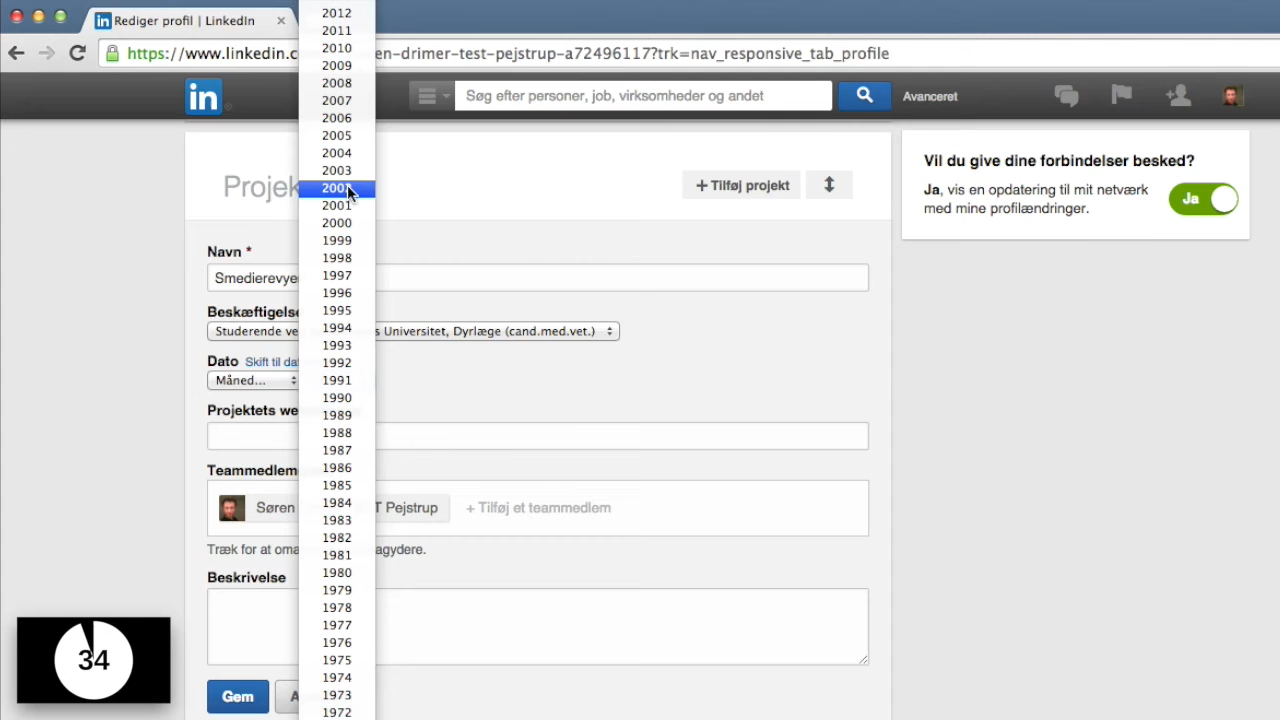 Rediger profil | LinkedIn
https://www.linkedin.c en-drimer-test-pejstrup-a72496117?trk=nav_responsive_tab_profile
in
Søg efter personer, job, virksomheder og andet
Avanceret
2012
2011
2010
2009
2008
2007
2006
2005
2004
2003
2002
2001
2000
1999
1998
1997
1996
1995
1994
1993
1992
1991
1990
1989
1988
1987
1986
1985
1984
1983
1982
1981
1980
1979
1978
1977
1976
1975
1974
1973
1972
Projek
+ Tilføj projekt
Navn *
Smedierevye
Beskæftigelse
Studerende ve s Universitet, Dyrlæge (cand.med.vet.)
Dato Skift til da
Måned...
Projektets we
Teammedlem
Søren T Pejstrup
+ Tilføj et teammedlem
Træk for at oma agydere.
Beskrivelse
Gem
A
Vil du give dine forbindelser besked?
Ja, vis en opdatering til mit netværk
med mine profilændringer.
Ja
34